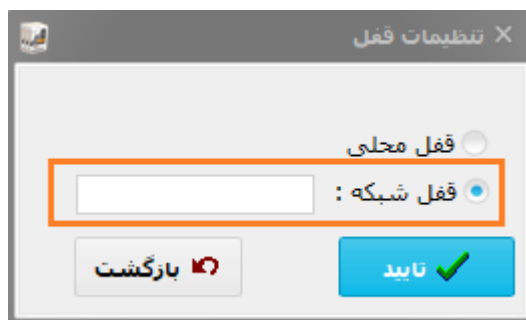 تنظیمات قفل
قفل محلی
قفل شبکه :
تایید
بازگشت